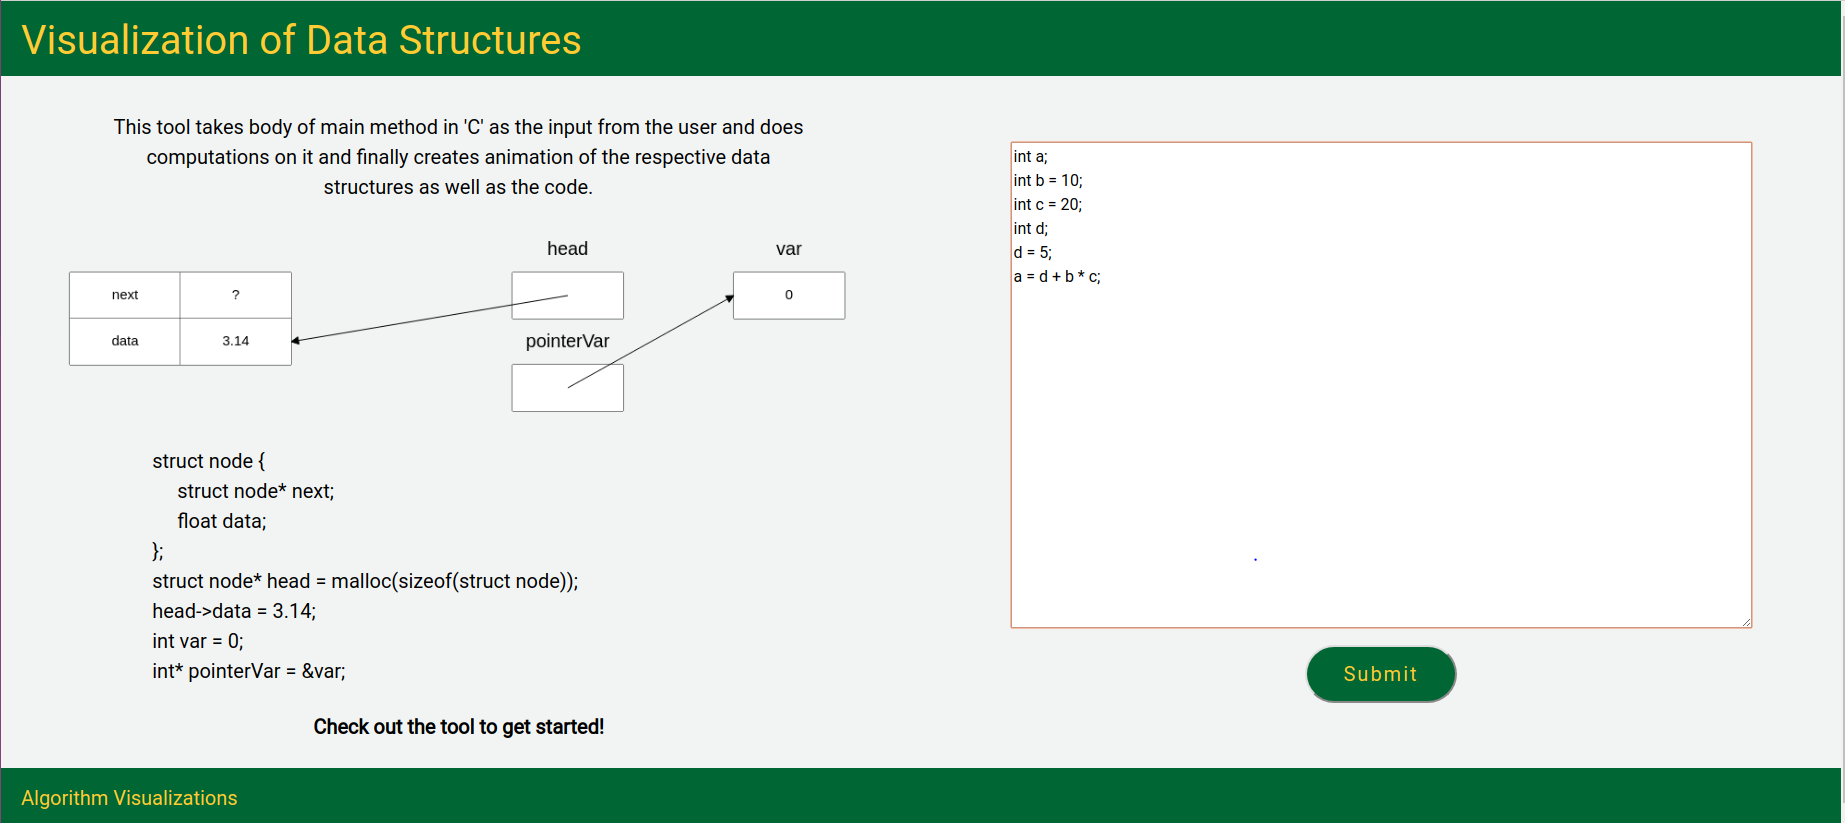 Visualization of Data Structures
This tool takes body of main method in 'C' as the input from the user and does
computations on it and finally creates animation of the respective data
structures as well as the code.
head
var
next
?
0
pointerVar
data
3.14
struct node {
struct node* next;
float data;
};
struct node* head = malloc(sizeof(struct node));
head->data = 3.14;
int var = 0;
int* pointerVar = &var;
Check out the tool to get started!
int a;
int b = 10;
int c = 20;
int d;
d = 5;
a = d + b * c;
Submit
Algorithm Visualizations